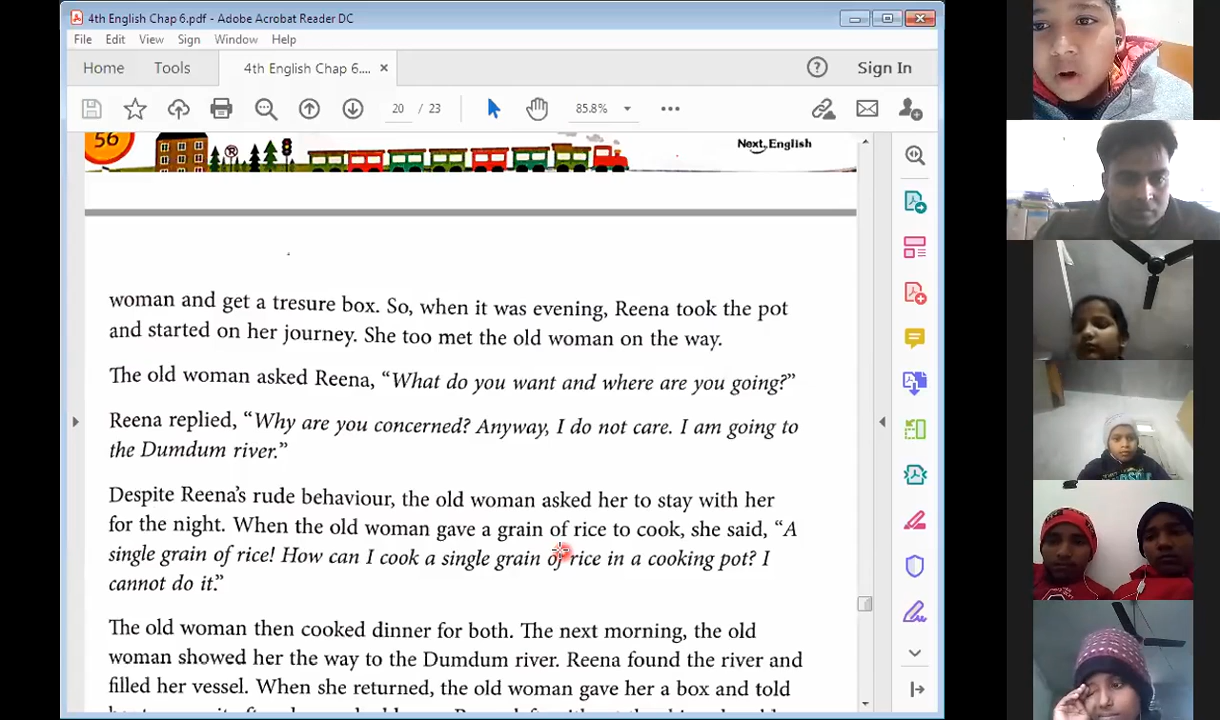 4th English Chap 6.pdf - Adobe Acrobat Reader DC
File Edit View Sign Window Help
Home Tools 4th English Chap 6.... × Sign In
20 / 23 85.8%
56 Next English
woman and get a tresure box. So, when it was evening, Reena took the pot
and started on her journey. She too met the old woman on the way.
The old woman asked Reena, “What do you want and where are you going?”
Reena replied, “Why are you concerned? Anyway, I do not care. I am going to
the Dumdum river.”
Despite Reena’s rude behaviour, the old woman asked her to stay with her
for the night. When the old woman gave a grain of rice to cook, she said, “A
single grain of rice! How can I cook a single grain of rice in a cooking pot? I
cannot do it.”
The old woman then cooked dinner for both. The next morning, the old
woman showed her the way to the Dumdum river. Reena found the river and
filled her vessel. When she returned, the old woman gave her a box and told